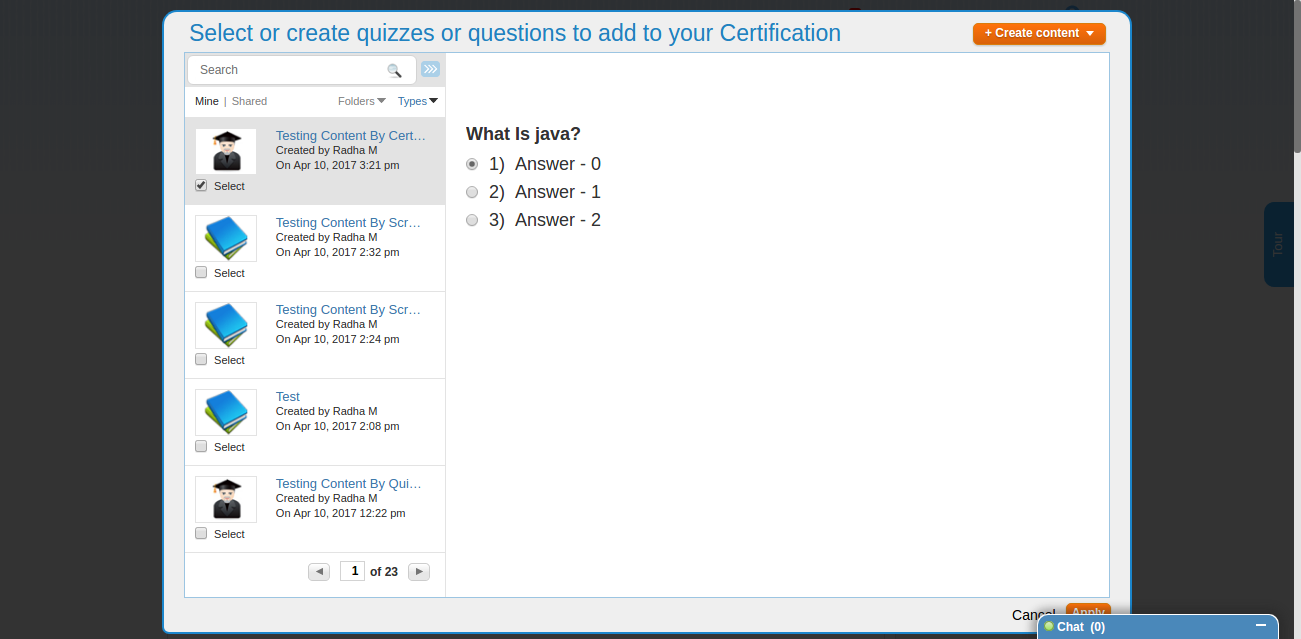 Select or create quizzes or questions to add to your Certification
+ Create content
Search
Mine | Shared
Folders
Types
Testing Content By Cert…
Created by Radha M
On Apr 10, 2017 3:21 pm
Select
Testing Content By Scr…
Created by Radha M
On Apr 10, 2017 2:32 pm
Select
Testing Content By Scr…
Created by Radha M
On Apr 10, 2017 2:24 pm
Select
Test
Created by Radha M
On Apr 10, 2017 2:08 pm
Select
Testing Content By Qui…
Created by Radha M
On Apr 10, 2017 12:22 pm
Select
1 of 23
What Is java?
1) Answer - 0
2) Answer - 1
3) Answer - 2
Tour
Cancel
Apply
Chat (0)